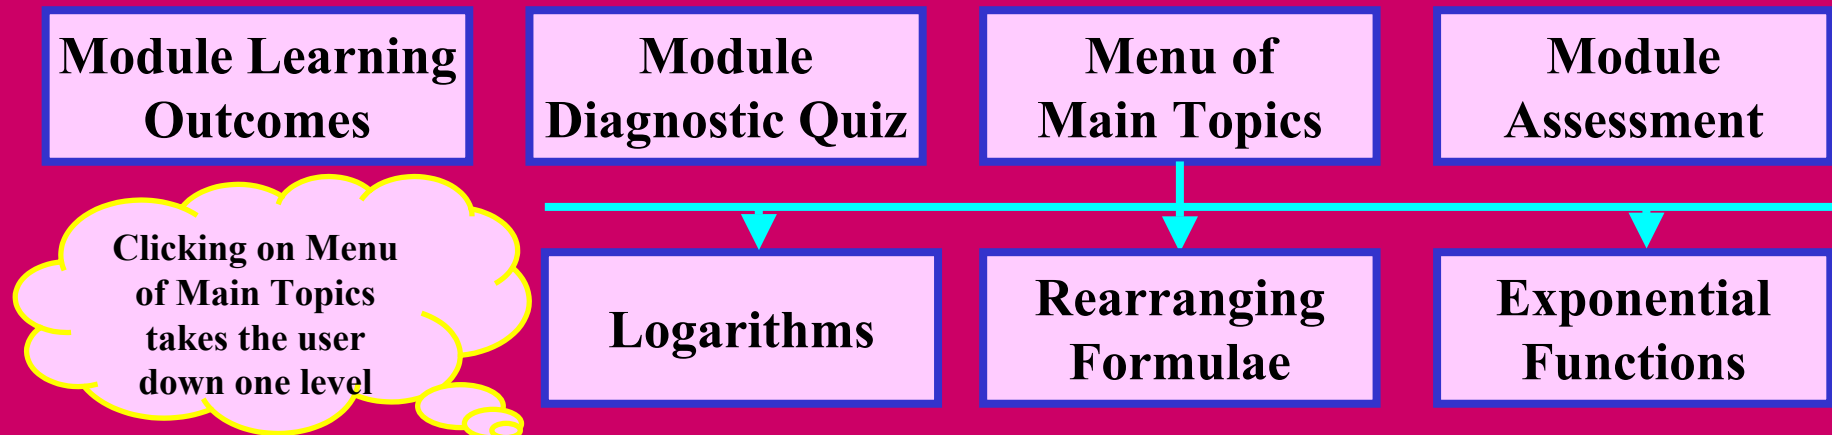 Module Learning
Outcomes
Module
Diagnostic Quiz
Menu of
Main Topics
Module
Assessment
Clicking on Menu
of Main Topics
takes the user
down one level
Logarithms
Rearranging
Formulae
Exponential
Functions